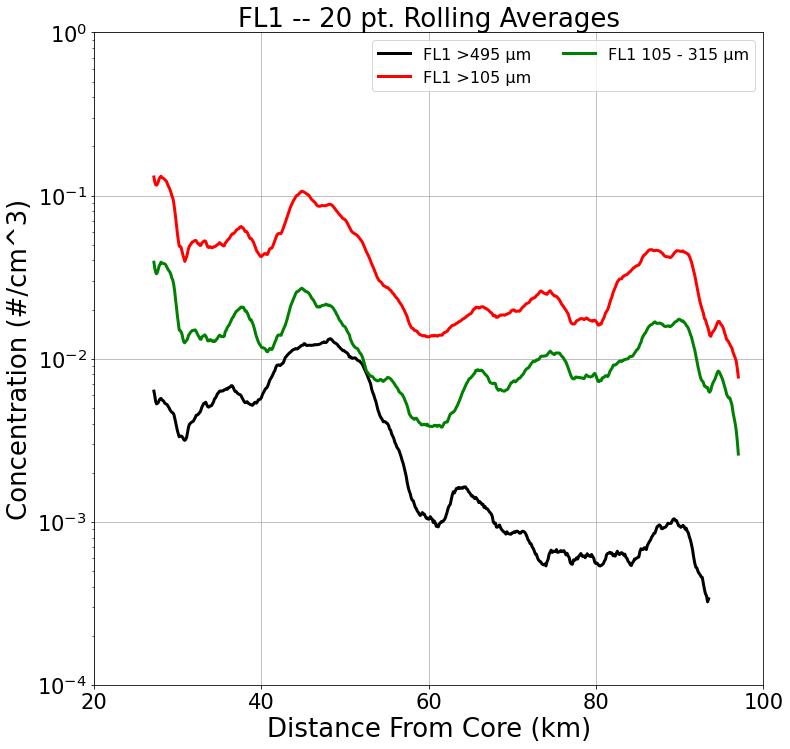 FL1 -- 20 pt. Rolling Averages
FL1 >495 μm
FL1 >105 μm
FL1 105 - 315 μm
Concentration (#/cm^3)
10^0
10^-1
10^-2
10^-3
10^-4
20 40 60 80 100
Distance From Core (km)